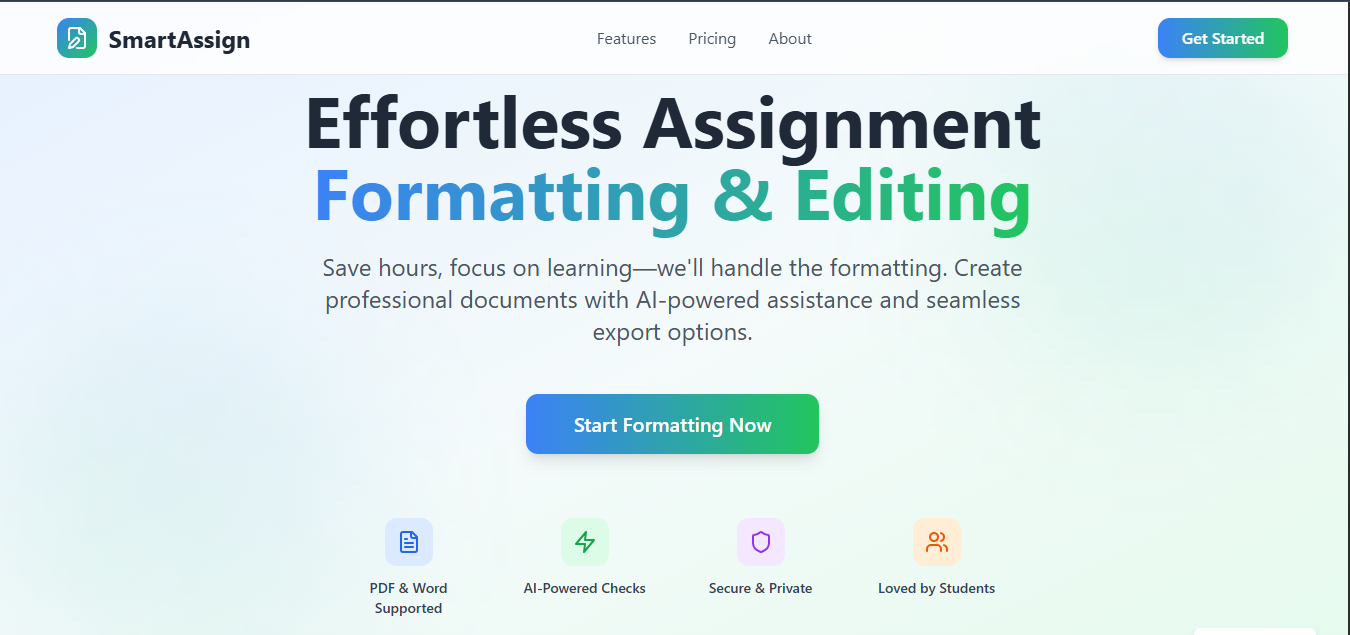 SmartAssign
Features
Pricing
About
Get Started
Effortless Assignment
Formatting & Editing
Save hours, focus on learning—we'll handle the formatting. Create
professional documents with AI-powered assistance and seamless
export options.
Start Formatting Now
PDF & Word
Supported
AI-Powered Checks
Secure & Private
Loved by Students